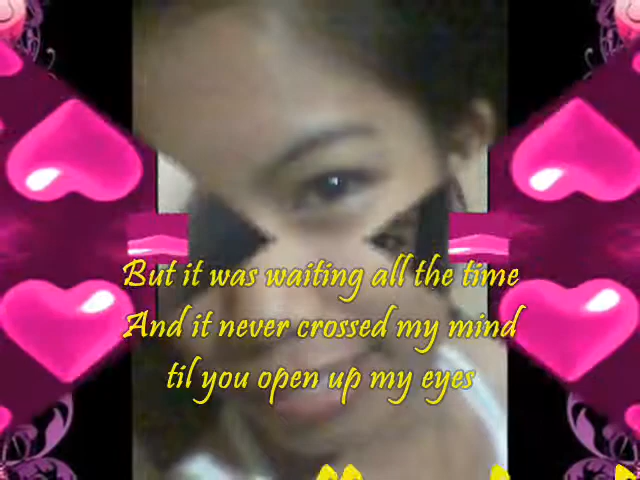 But it was waiting all the time
And it never crossed my mind
til you open up my eyes